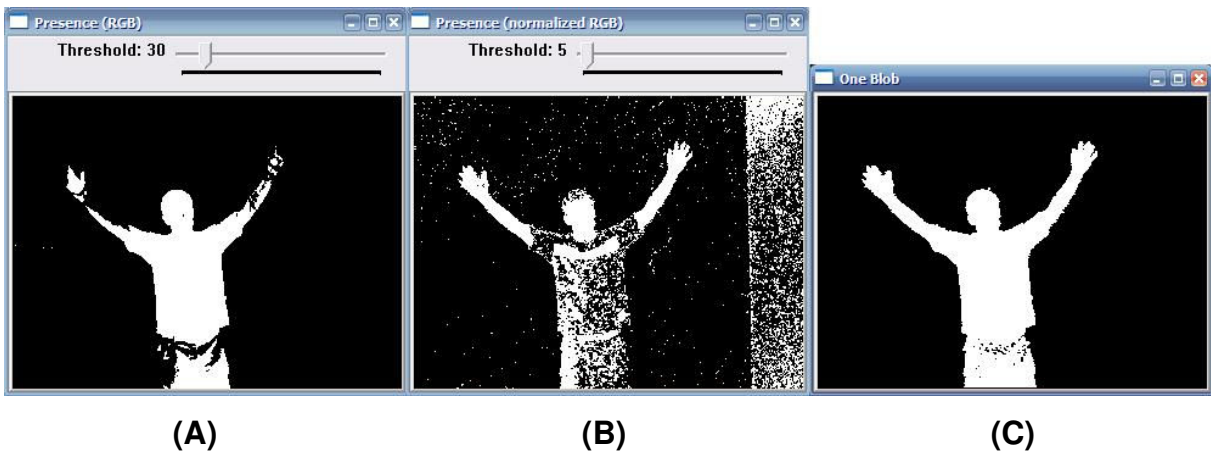 Presence (RGB)
Threshold: 30
Presence (normalized RGB)
Threshold: 5
One Blob
(A)
(B)
(C)